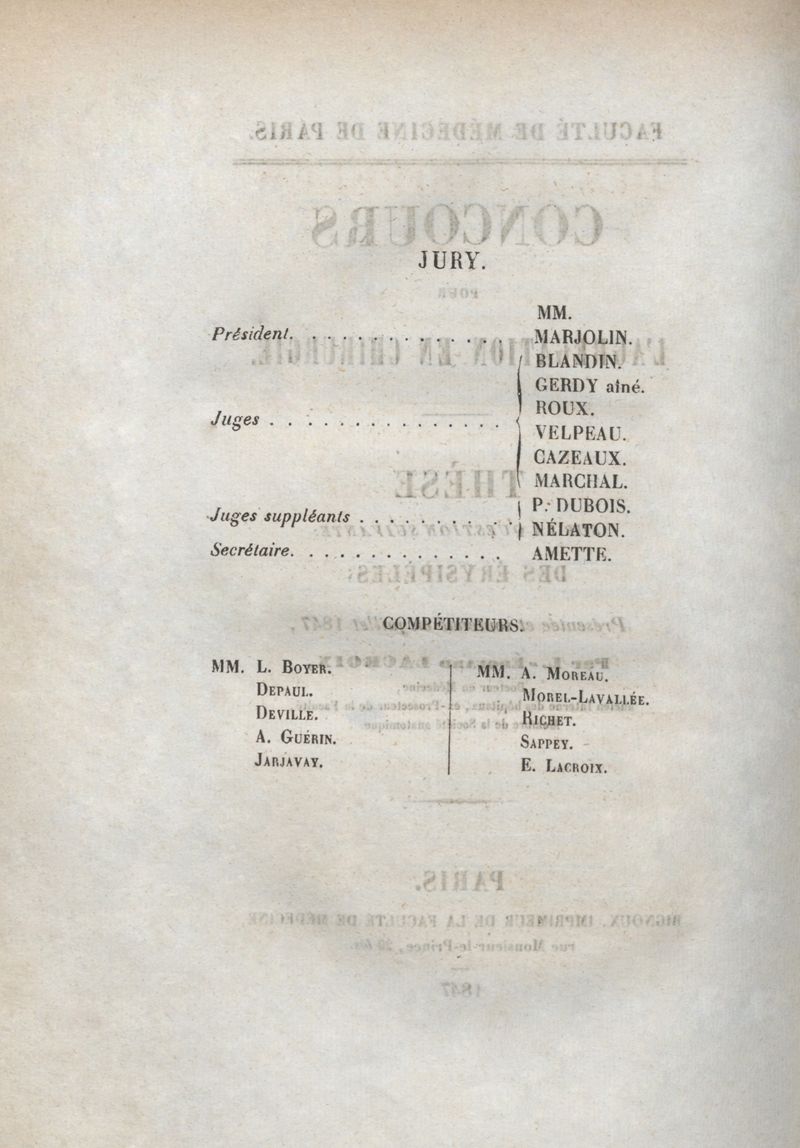 JURY.
MM.
Président. . . . . . . . . . . . . MARJOLIN.
BLANDIN.
GERDY aîné.
ROUX.
Juges . . . . . . . . . . . . . . VELPEAU.
CAZEAUX.
MARCHAL.
Juges suppléants . . . . . . . . . P. DUBOIS.
NÉLATON.
Secrétaire. . . . . . . . . . . . . AMETTE.
COMPÉTITEURS.
MM. L. BOYER.
DEPAUL.
DEVILLE.
A. GUÉRIN.
JARJAVAY.
MM. A. MOREAU.
MOREL-LAVALLÉE.
RICHET.
SAPPEY.
E. LACROIX.